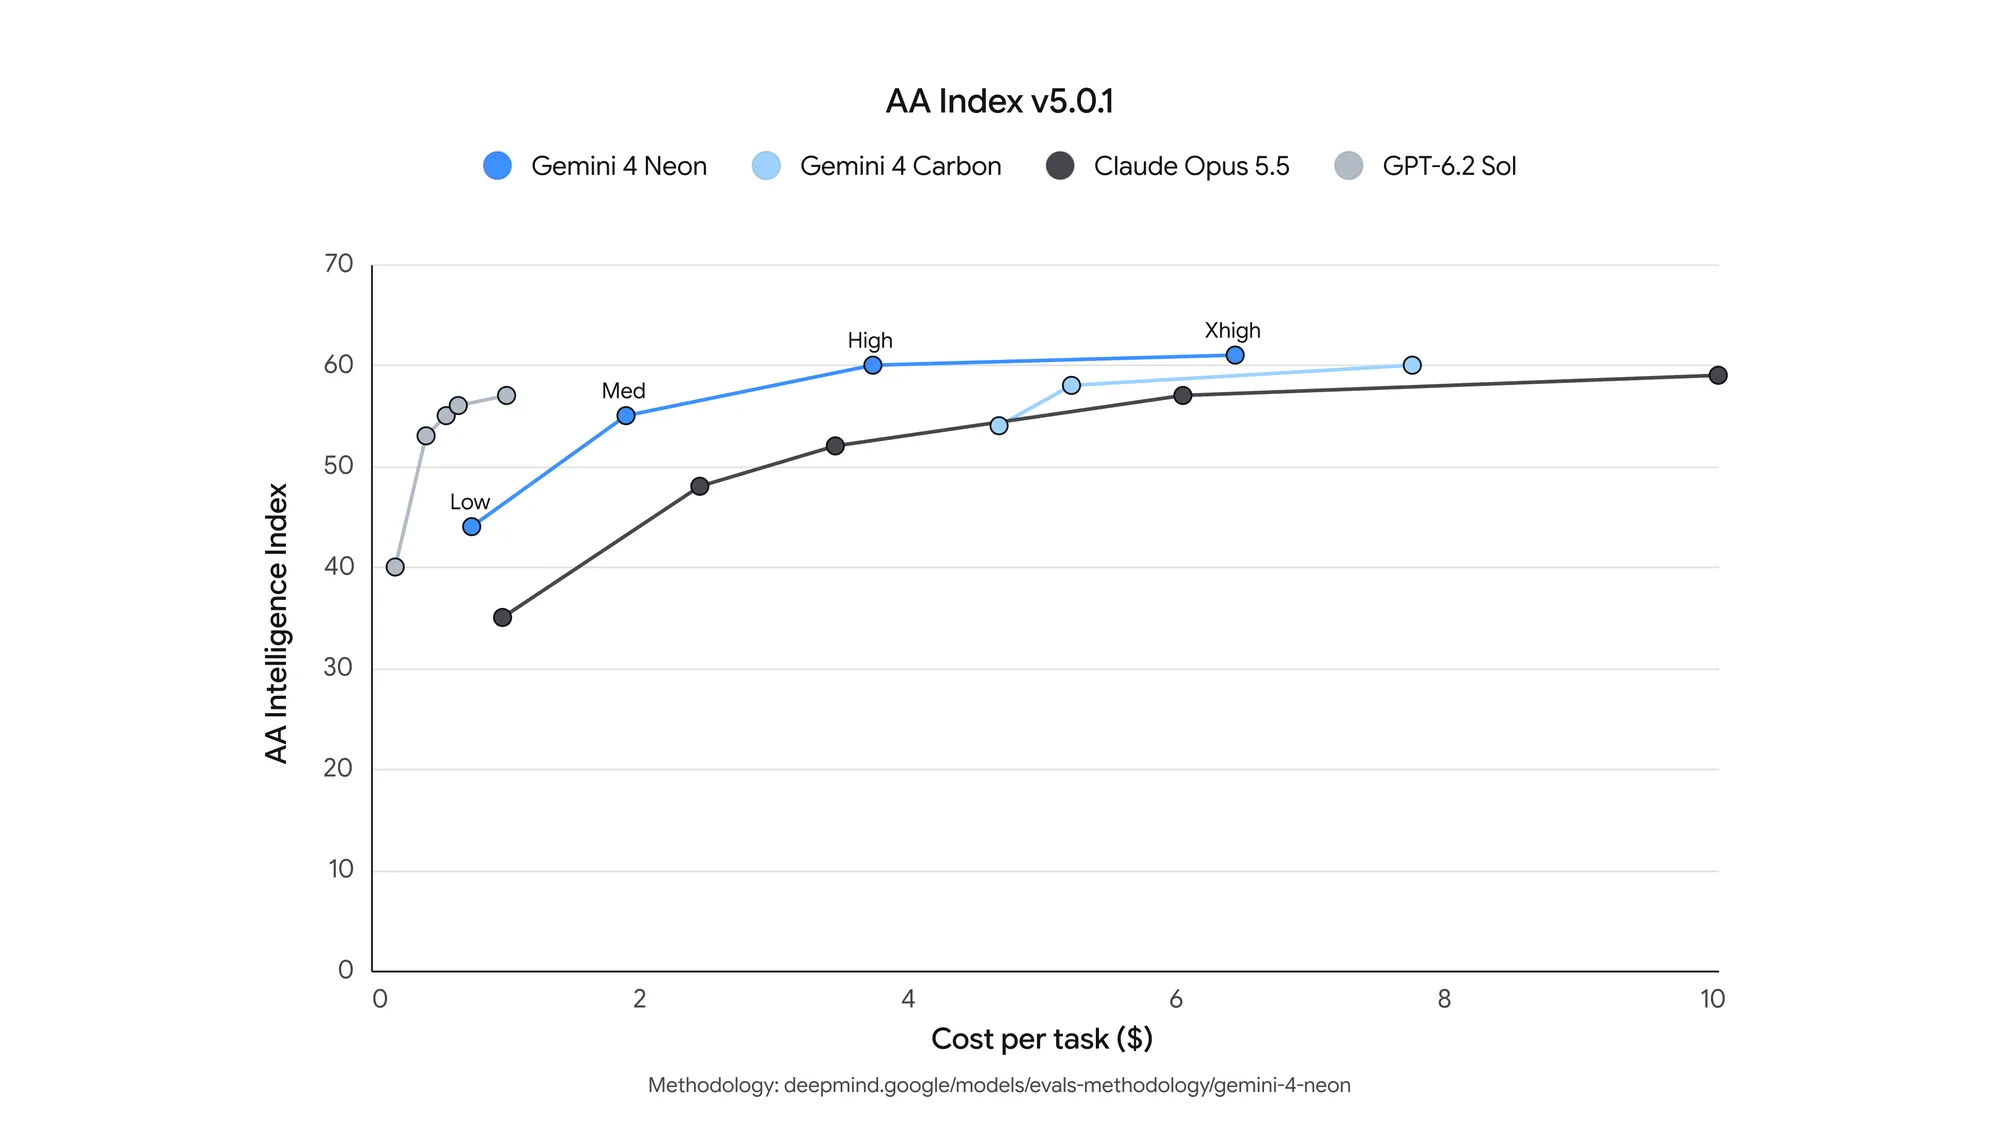 AA Index v5.0.1
Gemini 4 Neon
Gemini 4 Carbon
Claude Opus 5.5
GPT-6.2 Sol
70
60
50
40
30
20
10
0
AA Intelligence Index
Low
Med
High
Xhigh
0
2
4
6
8
10
Cost per task ($)
Methodology: deepmind.google/models/evals-methodology/gemini-4-neon